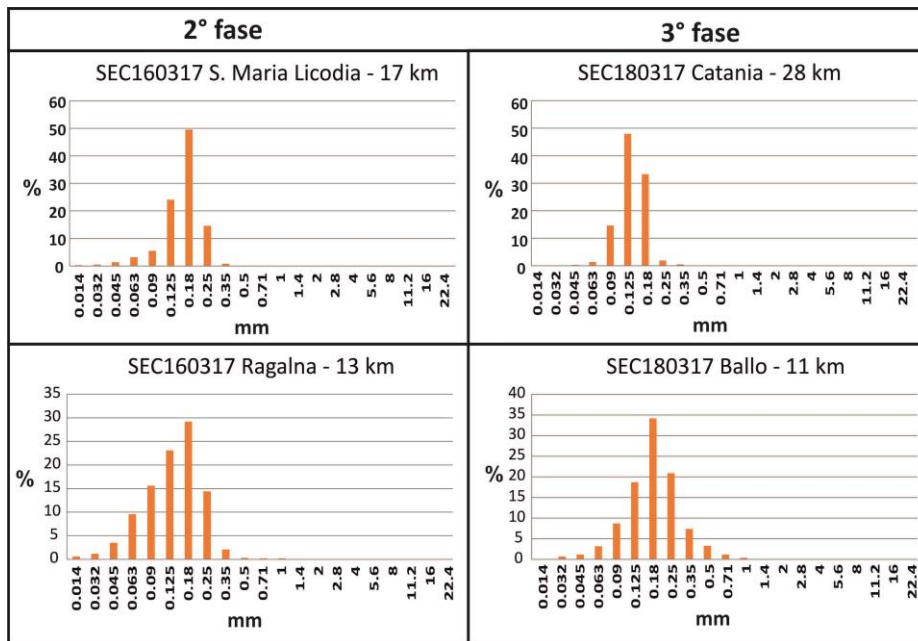 2° fase
3° fase
SEC160317 S. Maria Licodia - 17 km
60
50
40
%
30
20
10
0
0.014 0.032 0.045 0.063 0.09 0.125 0.18 0.25 0.35 0.5 0.71 1 1.4 2 2.8 4 5.6 8 11.2 16 22.4
mm
SEC180317 Catania - 28 km
60
50
40
%
30
20
10
0
0.014 0.032 0.045 0.063 0.09 0.125 0.18 0.25 0.35 0.5 0.71 1 1.4 2 2.8 4 5.6 8 11.2 16 22.4
mm
SEC160317 Ragalna - 13 km
35
30
25
20
%
15
10
5
0
0.014 0.032 0.045 0.063 0.09 0.125 0.18 0.25 0.35 0.5 0.71 1 1.4 2 2.8 4 5.6 8 11.2 16 22.4
mm
SEC180317 Ballo - 11 km
40
35
30
25
%
20
15
10
5
0
0.014 0.032 0.045 0.063 0.09 0.125 0.18 0.25 0.35 0.5 0.71 1 1.4 2 2.8 4 5.6 8 11.2 16 22.4
mm